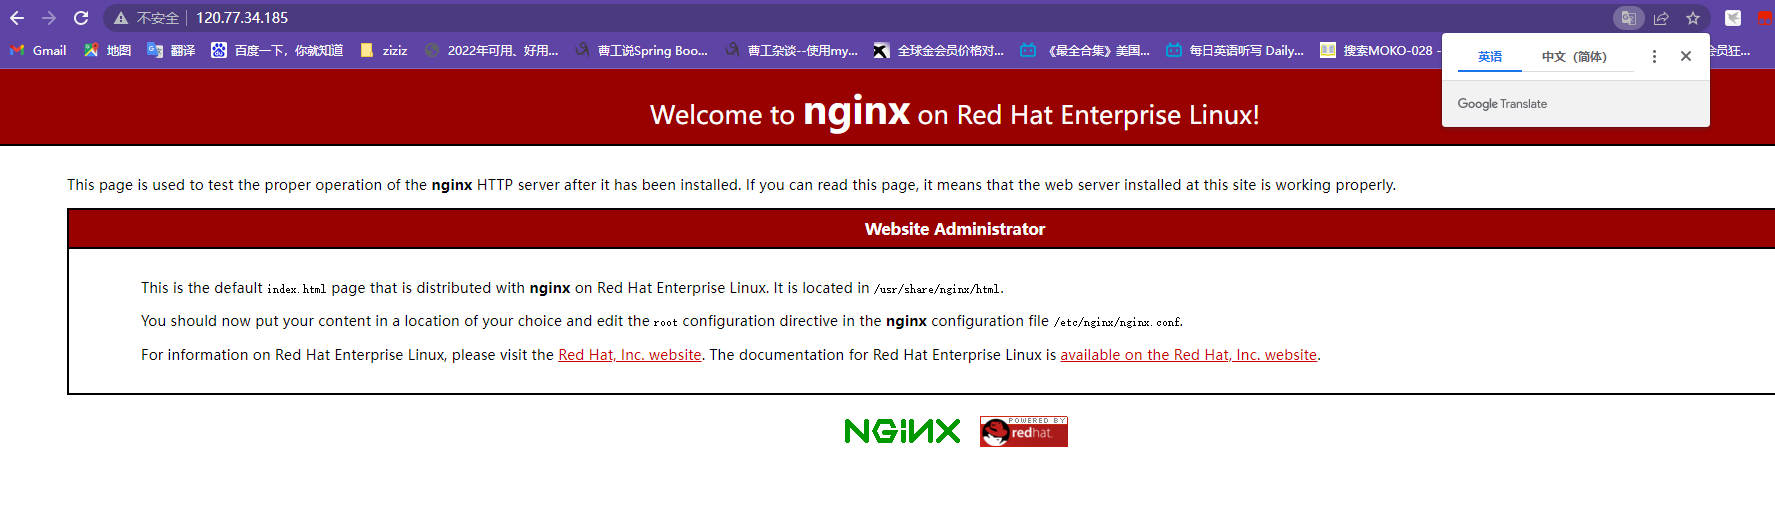 不安全 120.77.34.185
Gmail 地图 翻译 百度一下，你就知道 ziziz 2022年可用、好用... 曹工说Spring Boo... 曹工杂谈--使用my... 全球金会员价格对... 《最全合集》美国... 每日英语听写 Daily... 搜索MOKO-028 - 会员狂...
英语 中文（简体）
Google Translate
Welcome to nginx on Red Hat Enterprise Linux!
This page is used to test the proper operation of the nginx HTTP server after it has been installed. If you can read this page, it means that the web server installed at this site is working properly.
Website Administrator
This is the default index.html page that is distributed with nginx on Red Hat Enterprise Linux. It is located in /usr/share/nginx/html.
You should now put your content in a location of your choice and edit the root configuration directive in the nginx configuration file /etc/nginx/nginx.conf.
For information on Red Hat Enterprise Linux, please visit the Red Hat, Inc. website. The documentation for Red Hat Enterprise Linux is available on the Red Hat, Inc. website.
NGiNX POWERED BY redhat.